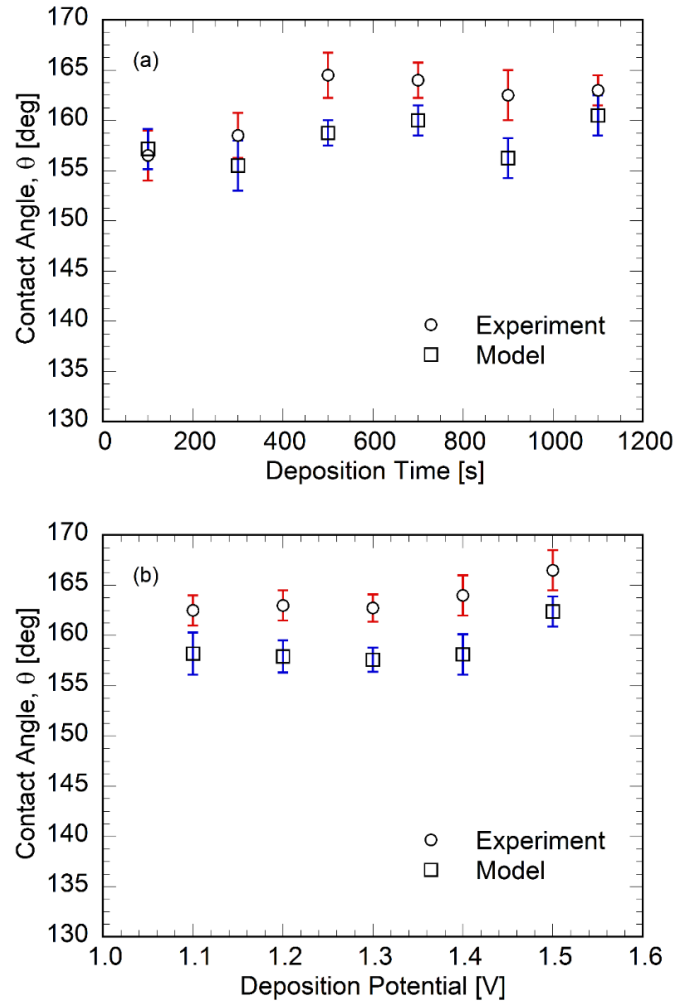 170
(a)
165
160
155
150
145
140
135
130
Contact Angle, θ [deg]
Experiment
Model
0 200 400 600 800 1000 1200
Deposition Time [s]
170
(b)
165
160
155
150
145
140
135
130
Contact Angle, θ [deg]
Experiment
Model
1.0 1.1 1.2 1.3 1.4 1.5 1.6
Deposition Potential [V]